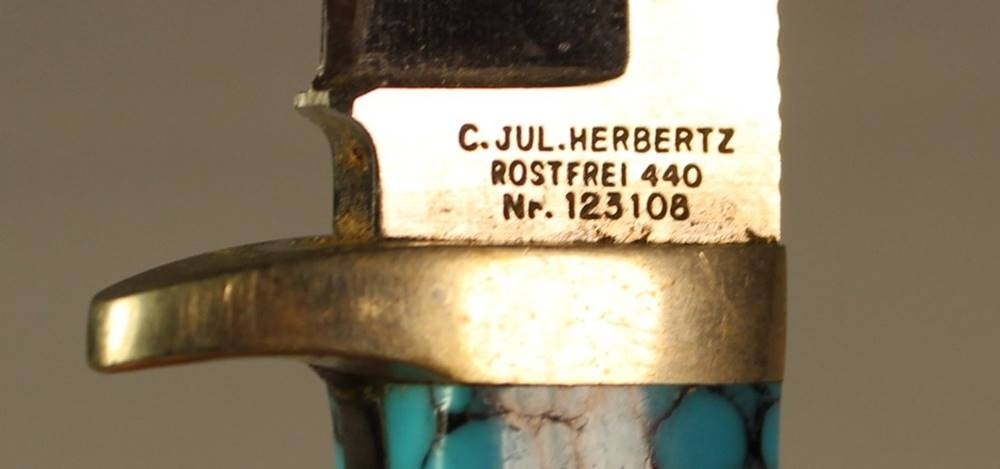 C. JUL. HERBERTZ
ROSTFREI 440
Nr. 123108